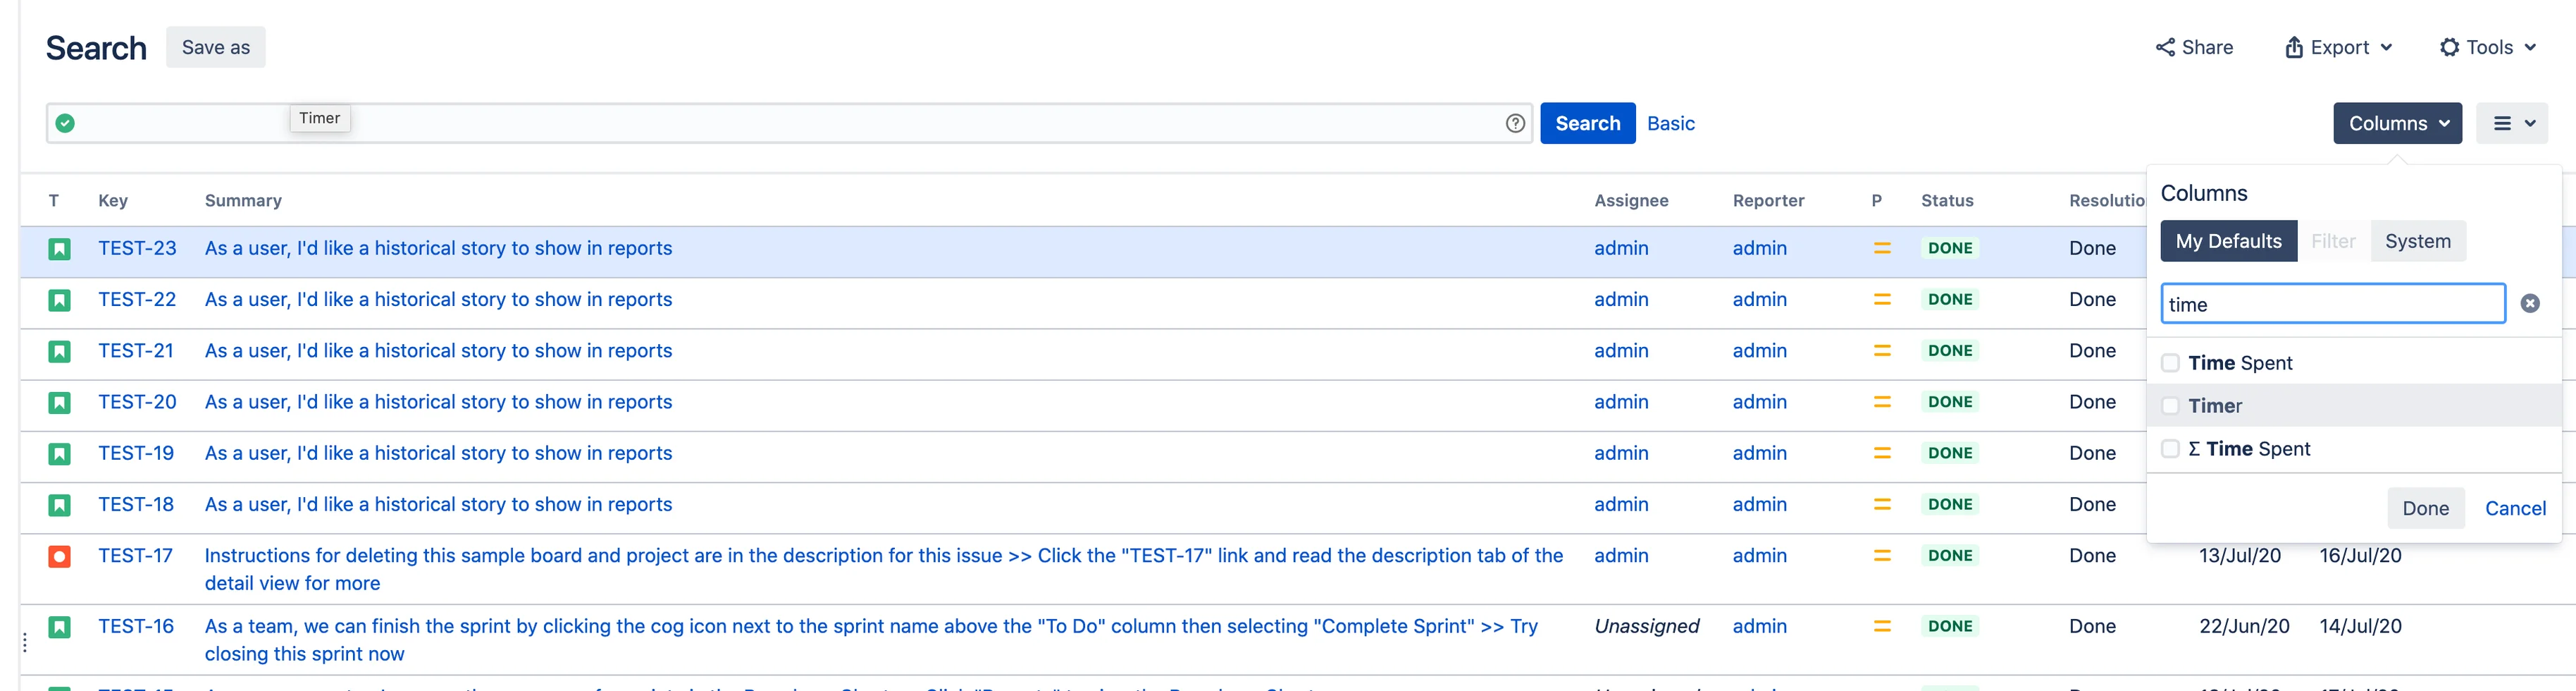 Search Save as Share Export Tools
Timer Search Basic Columns
T Key Summary Assignee Reporter P Status Resolutio
Columns
My Defaults Filter System
time
Time Spent
Timer
Σ Time Spent
Done Cancel
TEST-23 As a user, I'd like a historical story to show in reports admin admin DONE Done
TEST-22 As a user, I'd like a historical story to show in reports admin admin DONE Done
TEST-21 As a user, I'd like a historical story to show in reports admin admin DONE Done
TEST-20 As a user, I'd like a historical story to show in reports admin admin DONE Done
TEST-19 As a user, I'd like a historical story to show in reports admin admin DONE Done
TEST-18 As a user, I'd like a historical story to show in reports admin admin DONE Done
TEST-17 Instructions for deleting this sample board and project are in the description for this issue >> Click the "TEST-17" link and read the description tab of the admin admin DONE Done 13/Jul/20 16/Jul/20
detail view for more
TEST-16 As a team, we can finish the sprint by clicking the cog icon next to the sprint name above the "To Do" column then selecting "Complete Sprint" >> Try Unassigned admin DONE Done 22/Jun/20 14/Jul/20
closing this sprint now